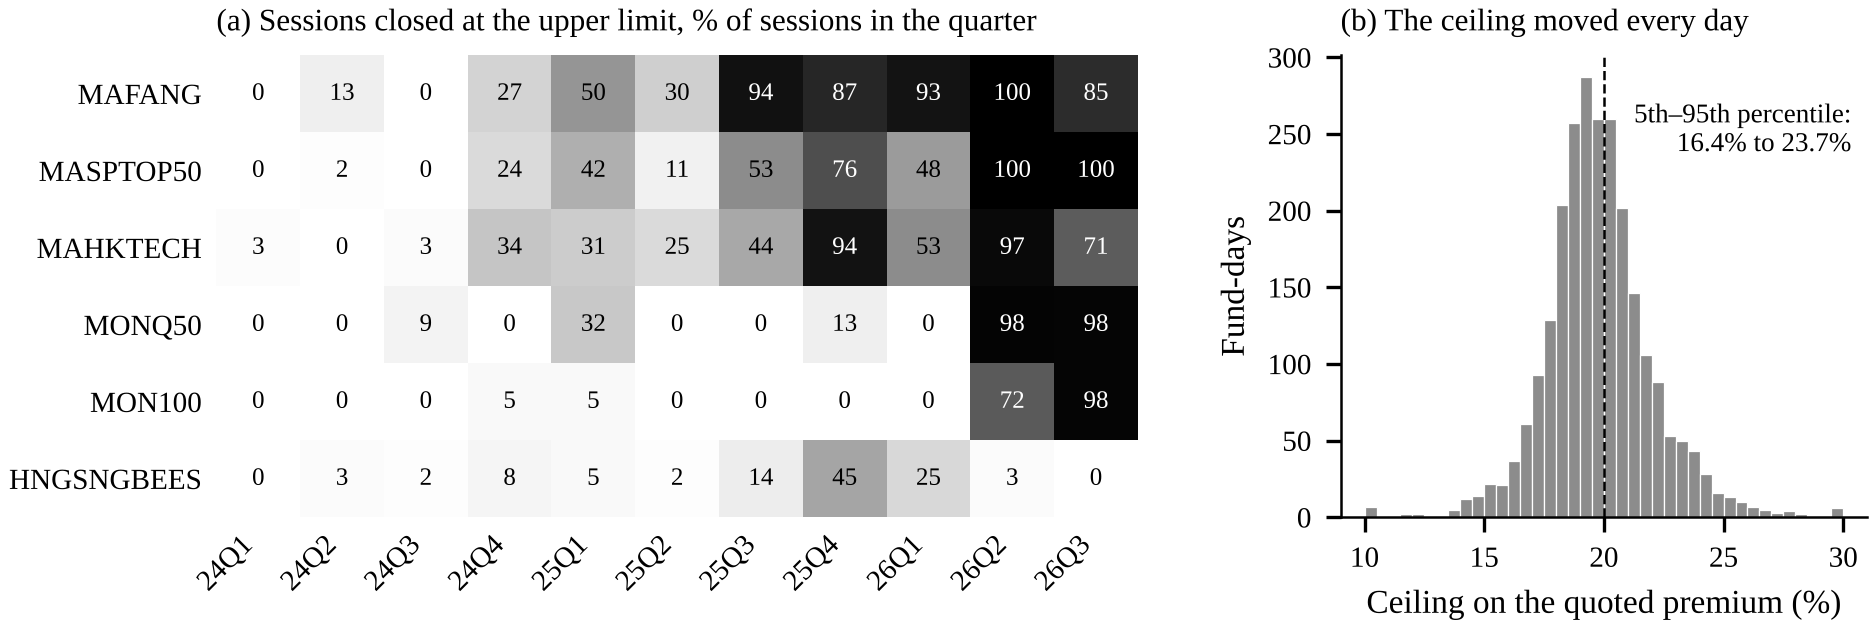 (a) Sessions closed at the upper limit, % of sessions in the quarter
MAFANG 0 13 0 27 50 30 94 87 93 100 85
MASPTOP50 0 2 0 24 42 11 53 76 48 100 100
MAHKTECH 3 0 3 34 31 25 44 94 53 97 71
MONQ50 0 0 9 0 32 0 0 13 0 98 98
MON100 0 0 0 5 5 0 0 0 0 72 98
HNGSNGBEES 0 3 2 8 5 2 14 45 25 3 0
24Q1 24Q2 24Q3 24Q4 25Q1 25Q2 25Q3 25Q4 26Q1 26Q2 26Q3
(b) The ceiling moved every day
300
250
200
150
100
50
0
Fund-days
5th–95th percentile:
16.4% to 23.7%
10 15 20 25 30
Ceiling on the quoted premium (%)